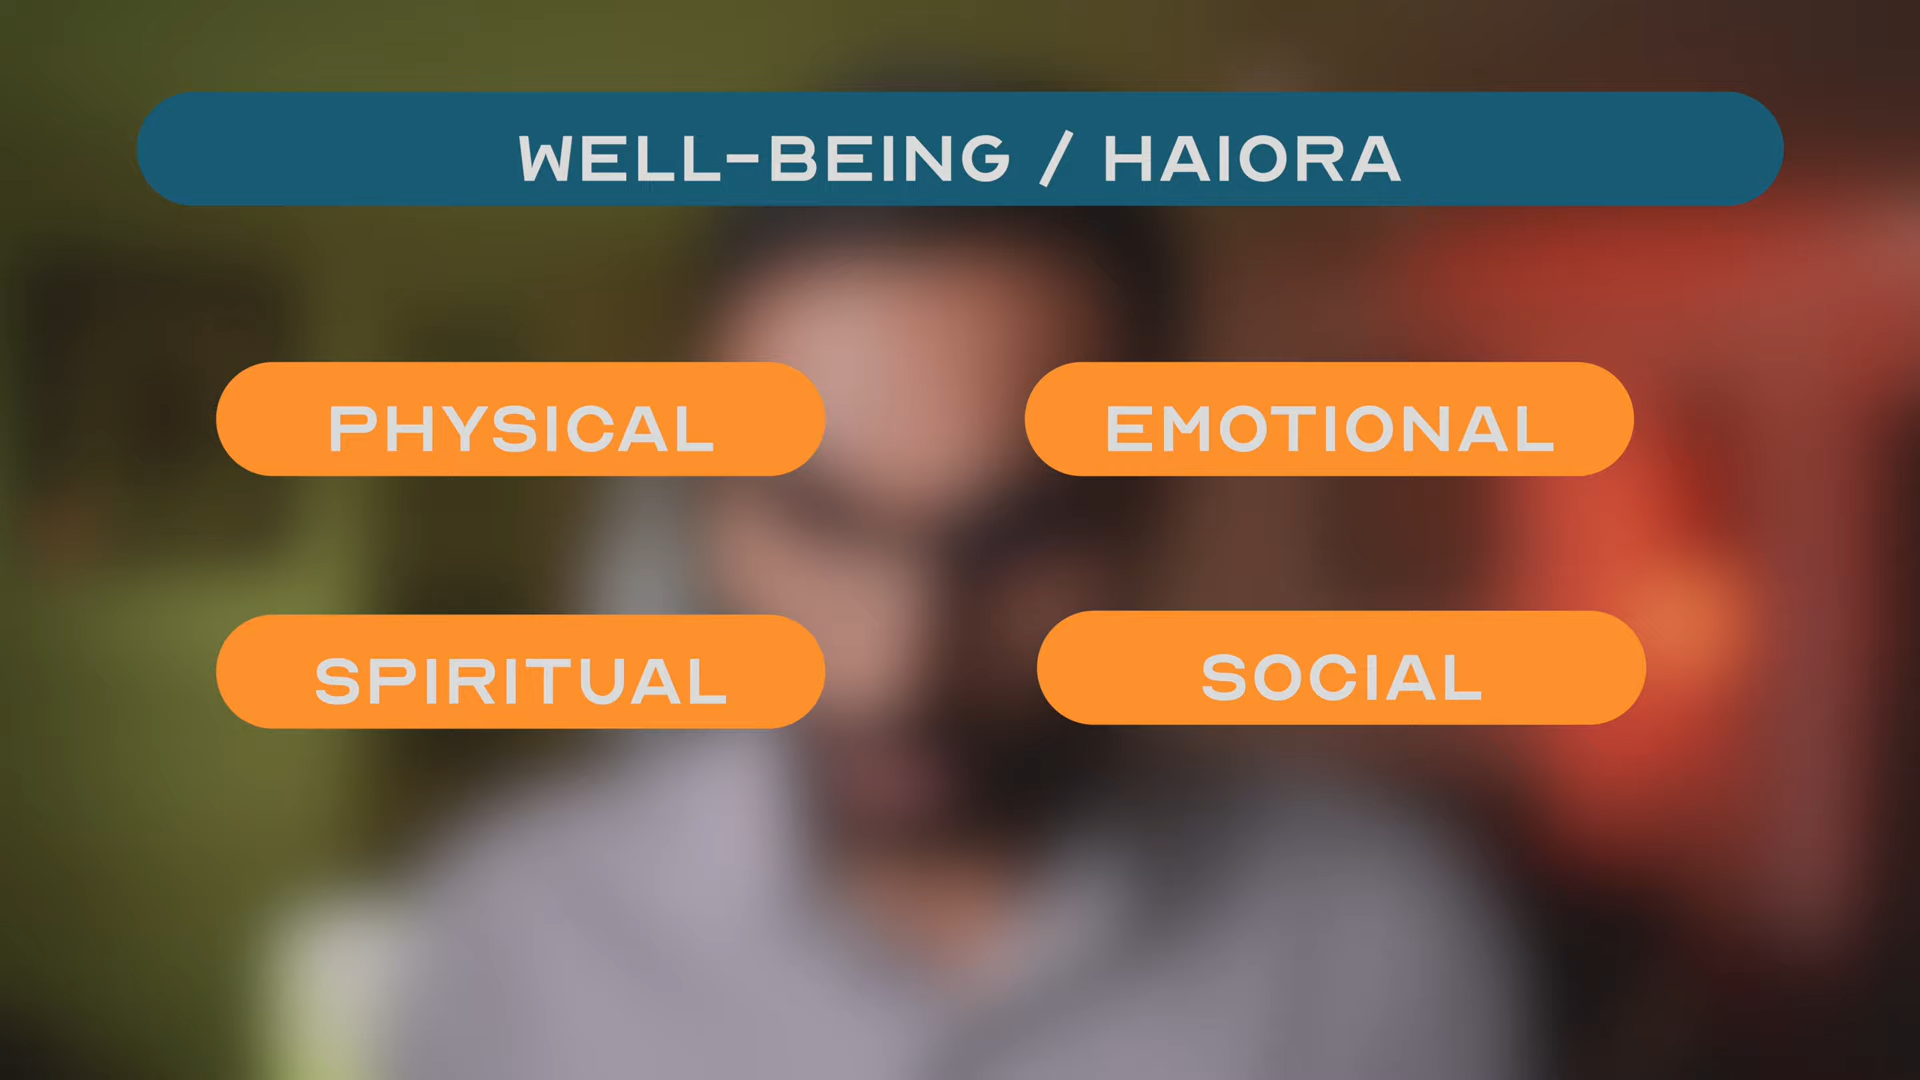 WELL-BEING / HAIORA
PHYSICAL
EMOTIONAL
SPIRITUAL
SOCIAL